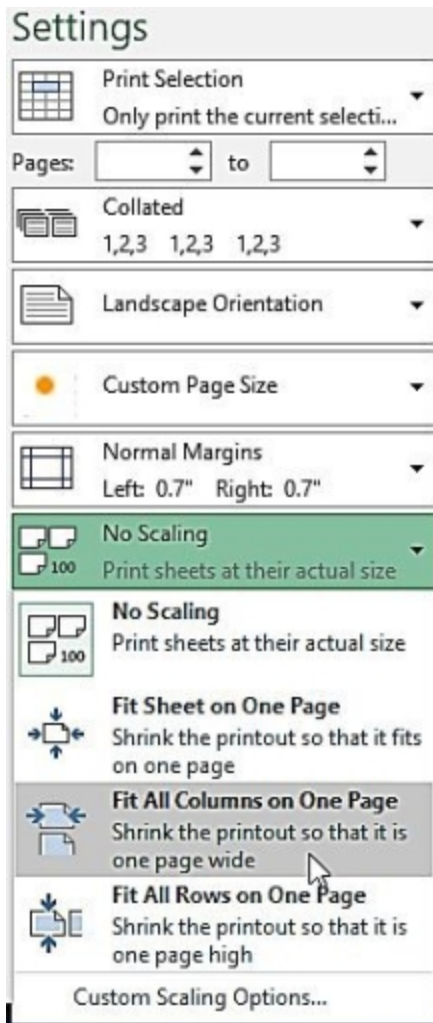 Settings
Print Selection
Only print the current selecti...
Pages: to
Collated
1,2,3 1,2,3 1,2,3
Landscape Orientation
Custom Page Size
Normal Margins
Left: 0.7" Right: 0.7"
No Scaling
100 Print sheets at their actual size
No Scaling
100 Print sheets at their actual size
Fit Sheet on One Page
Shrink the printout so that it fits
on one page
Fit All Columns on One Page
Shrink the printout so that it is
one page wide
Fit All Rows on One Page
Shrink the printout so that it is
one page high
Custom Scaling Options...